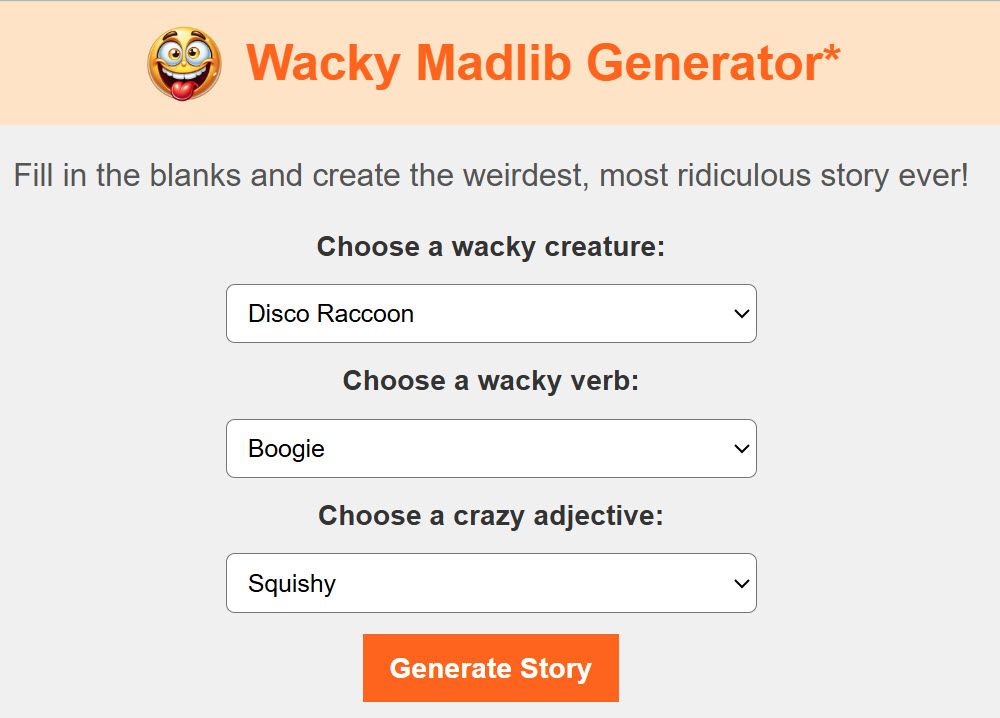 Wacky Madlib Generator*
Fill in the blanks and create the weirdest, most ridiculous story ever!
Choose a wacky creature:
Disco Raccoon
Choose a wacky verb:
Boogie
Choose a crazy adjective:
Squishy
Generate Story